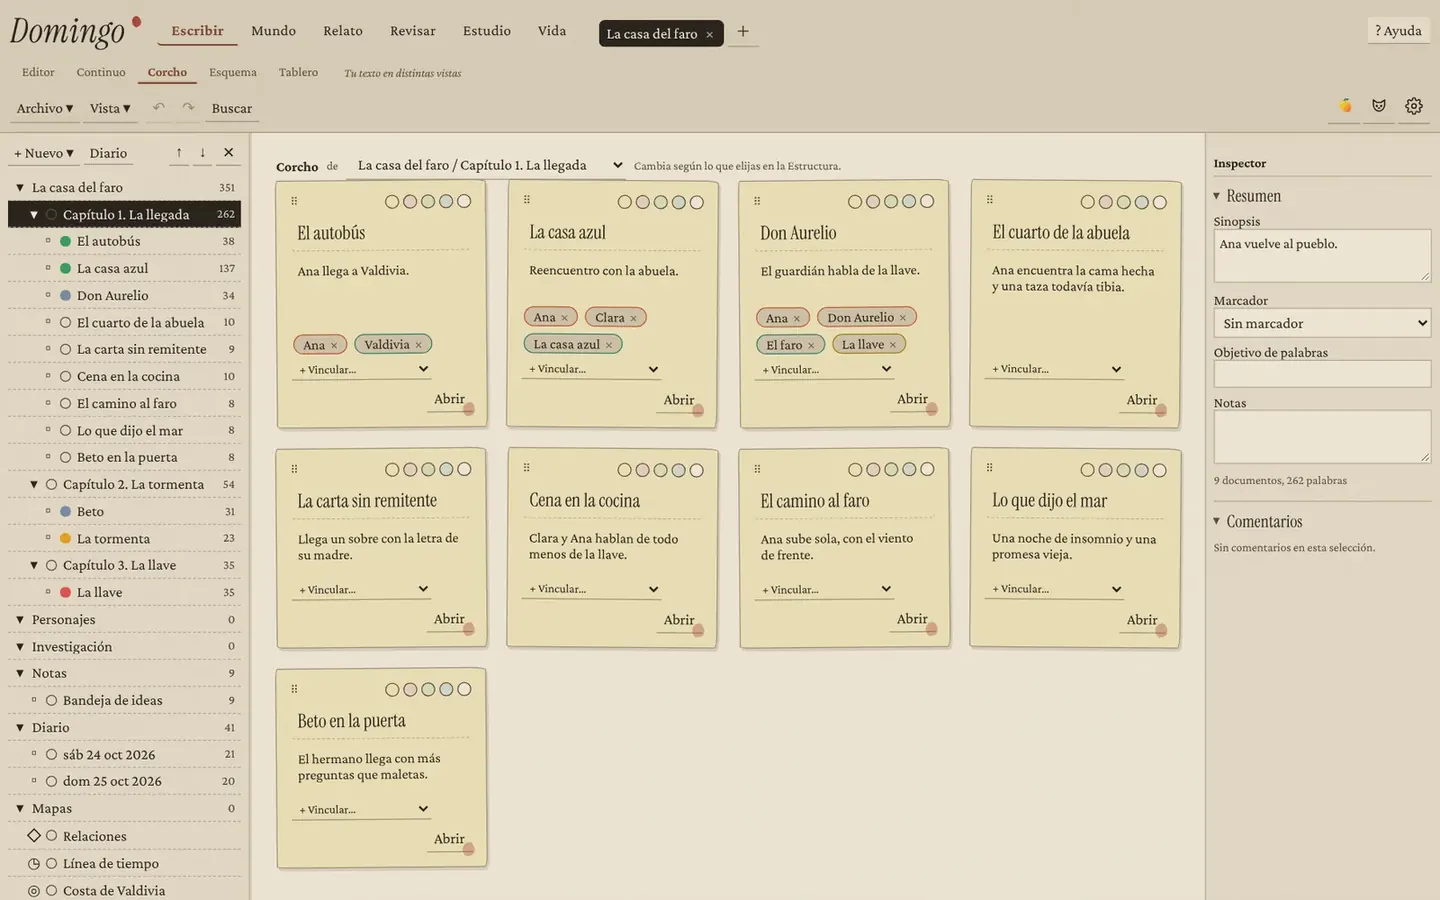 Domingo
Escribir Mundo Relato Revisar Estudio Vida
La casa del faro × +
? Ayuda
Editor Continuo Corcho Esquema Tablero Tu texto en distintas vistas
Archivo ▾ Vista ▾ Buscar
+ Nuevo ▾ Diario ↑ ↓ ✕
La casa del faro 351
Capítulo 1. La llegada 262
El autobús 38
La casa azul 137
Don Aurelio 34
El cuarto de la abuela 10
La carta sin remitente 9
Cena en la cocina 10
El camino al faro 8
Lo que dijo el mar 8
Beto en la puerta 8
Capítulo 2. La tormenta 54
Beto 31
La tormenta 23
Capítulo 3. La llave 35
La llave 35
Personajes 0
Investigación 0
Notas 9
Bandeja de ideas 9
Diario 41
sáb 24 oct 2026 21
dom 25 oct 2026 20
Mapas 0
Relaciones
Línea de tiempo
Costa de Valdivia
Corcho de La casa del faro / Capítulo 1. La llegada Cambia según lo que elijas en la Estructura.
El autobús
Ana llega a Valdivia.
Ana × Valdivia ×
+ Vincular...
Abrir
La casa azul
Reencuentro con la abuela.
Ana × Clara ×
La casa azul ×
+ Vincular...
Abrir
Don Aurelio
El guardián habla de la llave.
Ana × Don Aurelio ×
El faro × La llave ×
+ Vincular...
Abrir
El cuarto de la abuela
Ana encuentra la cama hecha
y una taza todavía tibia.
+ Vincular...
Abrir
La carta sin remitente
Llega un sobre con la letra de
su madre.
+ Vincular...
Abrir
Cena en la cocina
Clara y Ana hablan de todo
menos de la llave.
+ Vincular...
Abrir
El camino al faro
Ana sube sola, con el viento
de frente.
+ Vincular...
Abrir
Lo que dijo el mar
Una noche de insomnio y una
promesa vieja.
+ Vincular...
Abrir
Beto en la puerta
El hermano llega con más
preguntas que maletas.
+ Vincular...
Abrir
Inspector
Resumen
Sinopsis
Ana vuelve al pueblo.
Marcador
Sin marcador
Objetivo de palabras
Notas
9 documentos, 262 palabras
Comentarios
Sin comentarios en esta selección.